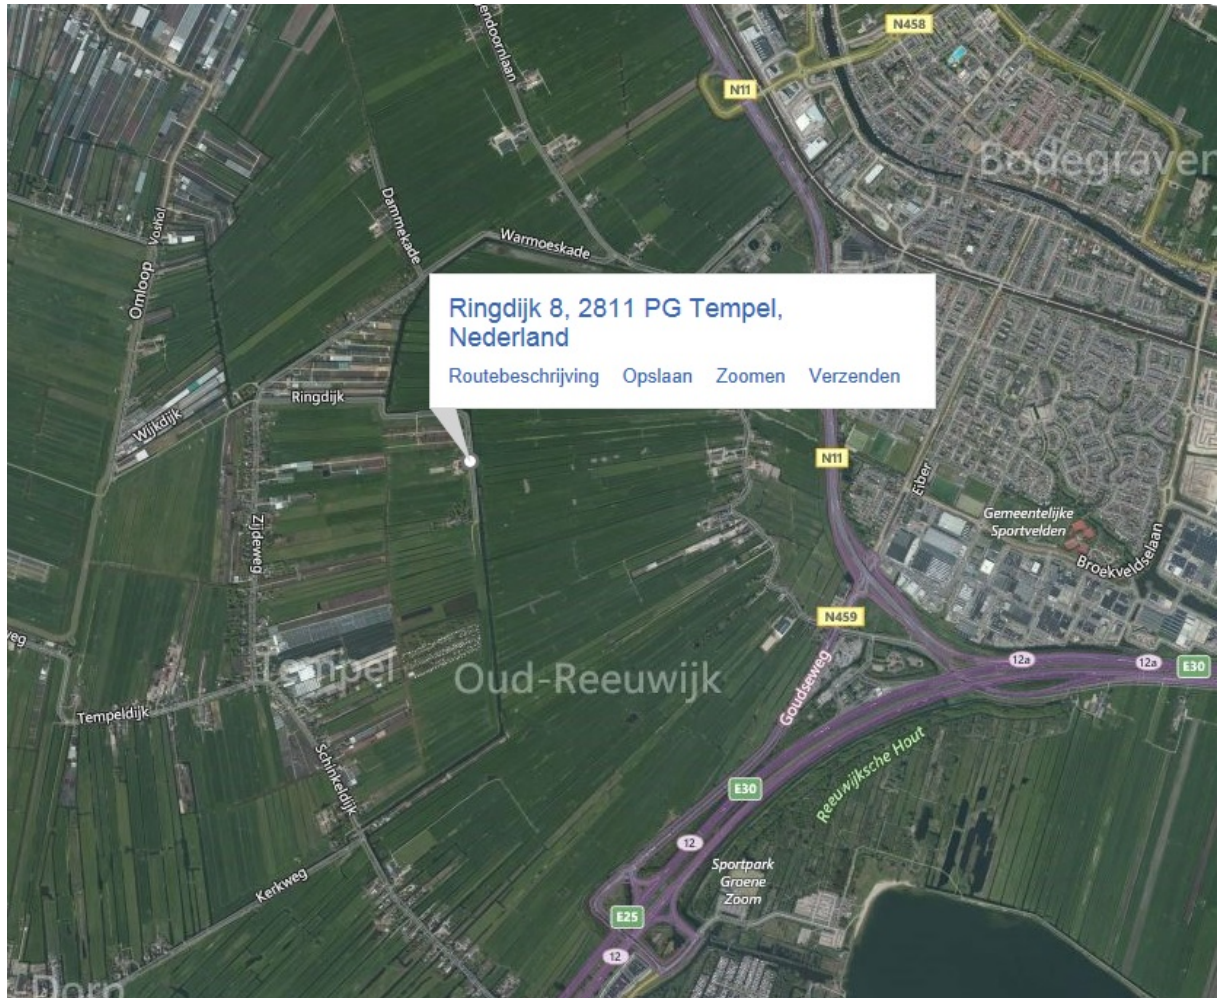 N458
N11
Bodegraven
Dammekade
Voshol
Omloop
Warmoeskade
Ringdijk 8, 2811 PG Tempel,
Nederland
Routebeschrijving Opslaan Zoomen Verzenden
Ringdijk
Wijkdijk
N11
Eiber
Gemeentelijke
Sportvelden
Broekveldselaan
Zijdeweg
N459
12a
12a
E30
Tempel
Oud-Reeuwijk
Goudseweg
Tempeldijk
Schinkeldijk
Reeuwijksche Hout
E30
12
Sportpark
Groene
Zoom
Kerkweg
E25
12